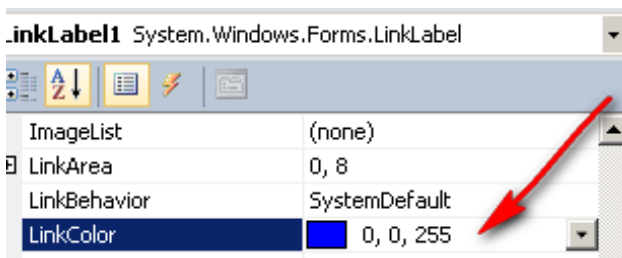 LinkLabel1 System.Windows.Forms.LinkLabel
ImageList (none)
LinkArea 0, 8
LinkBehavior SystemDefault
LinkColor 0, 0, 255